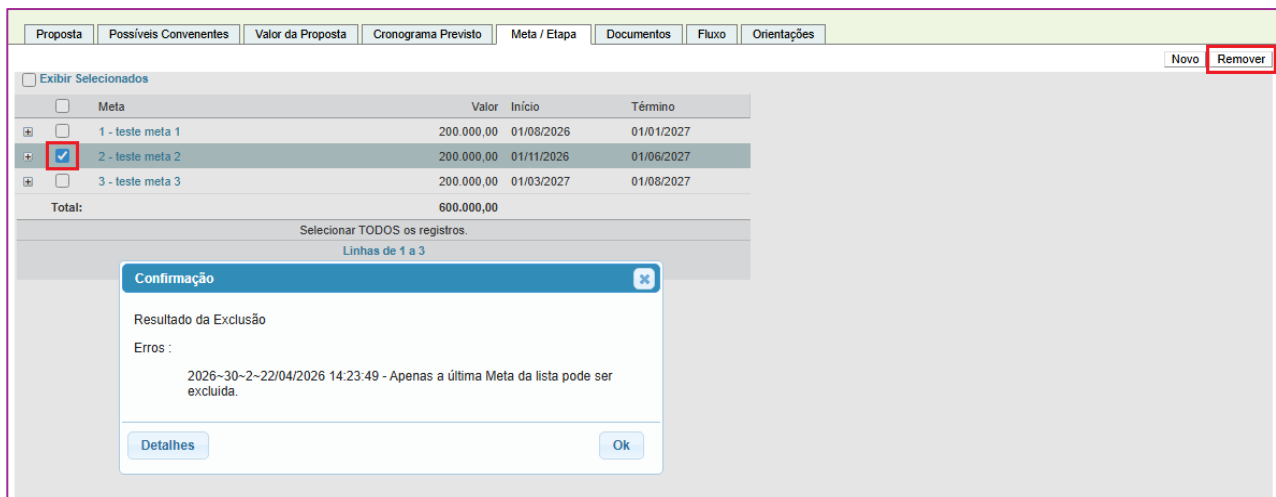 Proposta Possíveis Convenentes Valor da Proposta Cronograma Previsto Meta / Etapa Documentos Fluxo Orientações
Novo Remover
Exibir Selecionados
Meta Valor Início Término
1 - teste meta 1 200.000,00 01/08/2026 01/01/2027
2 - teste meta 2 200.000,00 01/11/2026 01/06/2027
3 - teste meta 3 200.000,00 01/03/2027 01/08/2027
Total: 600.000,00
Selecionar TODOS os registros.
Linhas de 1 a 3
Confirmação
Resultado da Exclusão
Erros :
2026~30~2~22/04/2026 14:23:49 - Apenas a última Meta da lista pode ser
excluida.
Detalhes Ok